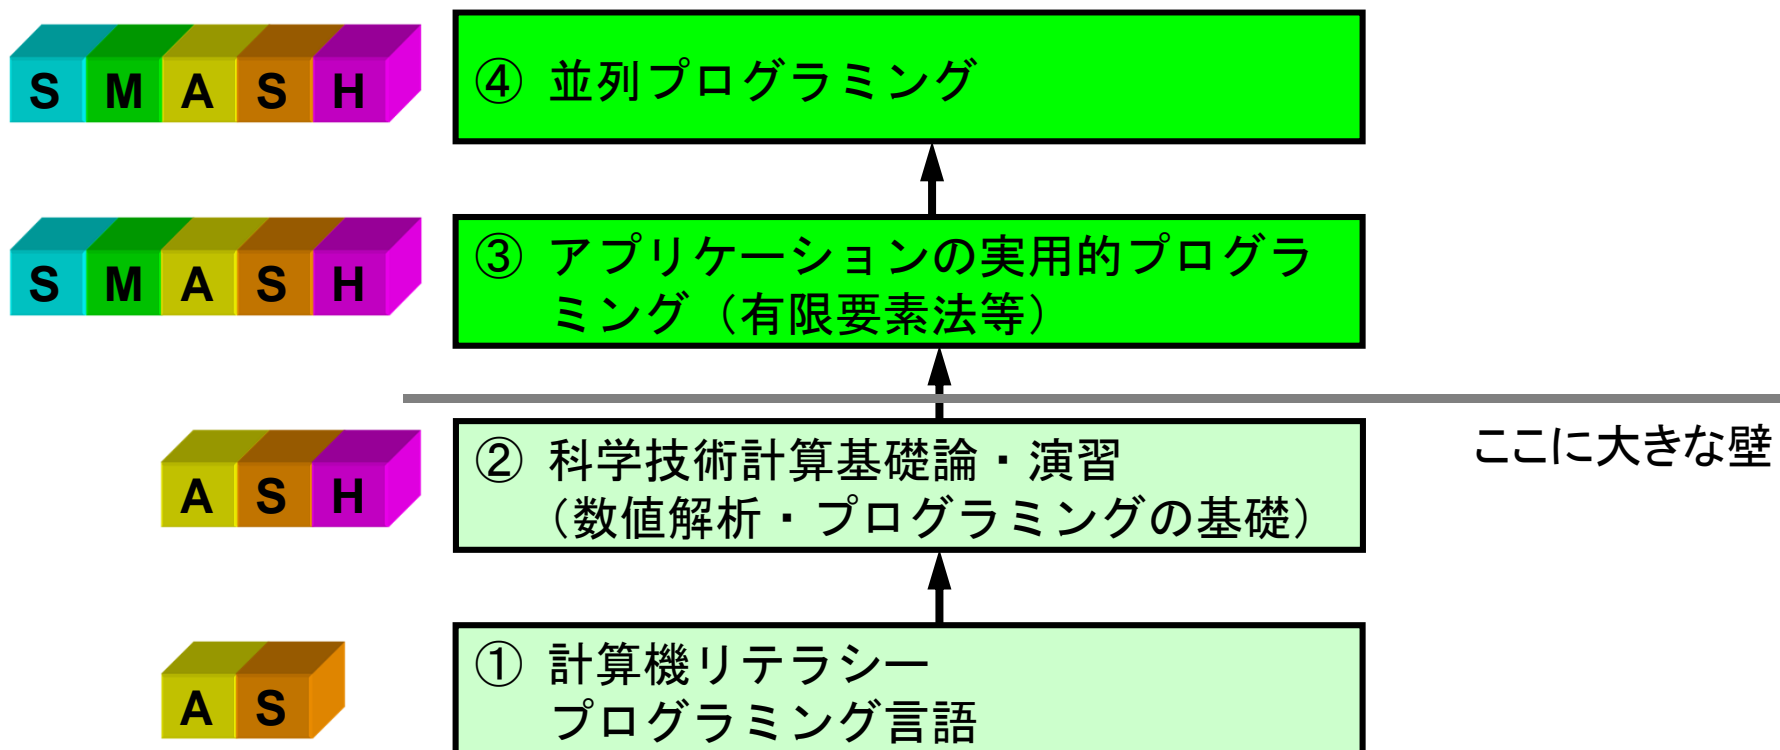 S M A S H
④ 並列プログラミング
S M A S H
③ アプリケーションの実用的プログラ
ミング（有限要素法等）
A S H
② 科学技術計算基礎論・演習
（数値解析・プログラミングの基礎）
ここに大きな壁
A S
① 計算機リテラシー
プログラミング言語